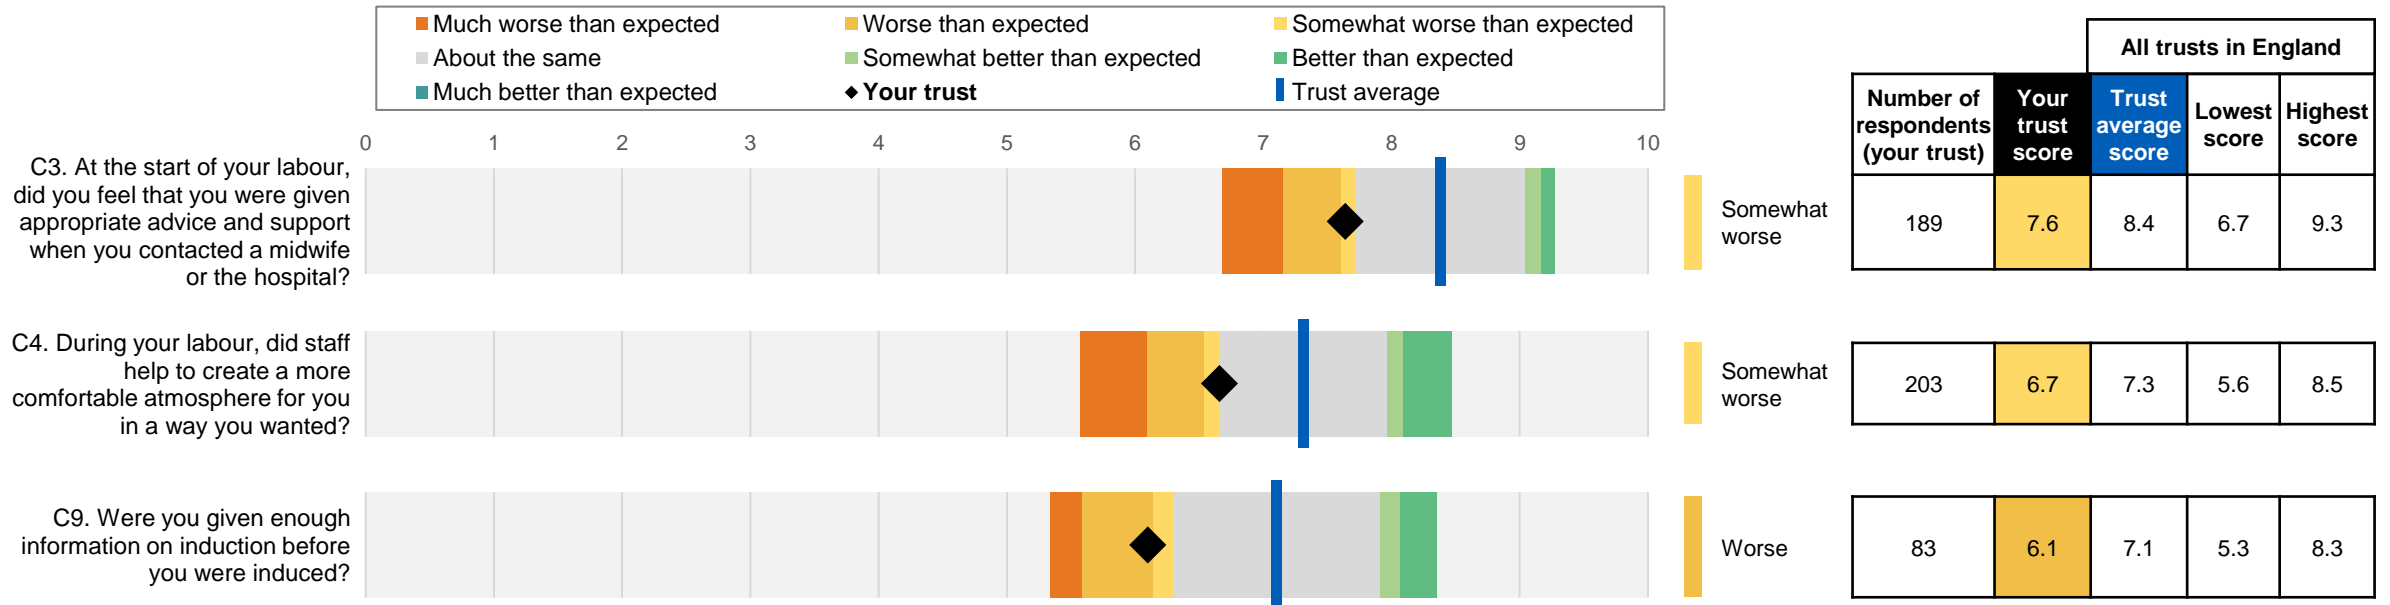 Much worse than expected
Worse than expected
Somewhat worse than expected
About the same
Somewhat better than expected
Better than expected
Much better than expected
Your trust
Trust average
All trusts in England
Number of
respondents
(your trust)
Your
trust
score
Trust
average
score
Lowest
score
Highest
score
0 1 2 3 4 5 6 7 8 9 10
C3. At the start of your labour,
did you feel that you were given
appropriate advice and support
when you contacted a midwife
or the hospital?
Somewhat
worse
189 7.6 8.4 6.7 9.3
C4. During your labour, did staff
help to create a more
comfortable atmosphere for you
in a way you wanted?
Somewhat
worse
203 6.7 7.3 5.6 8.5
C9. Were you given enough
information on induction before
you were induced?
Worse
83 6.1 7.1 5.3 8.3